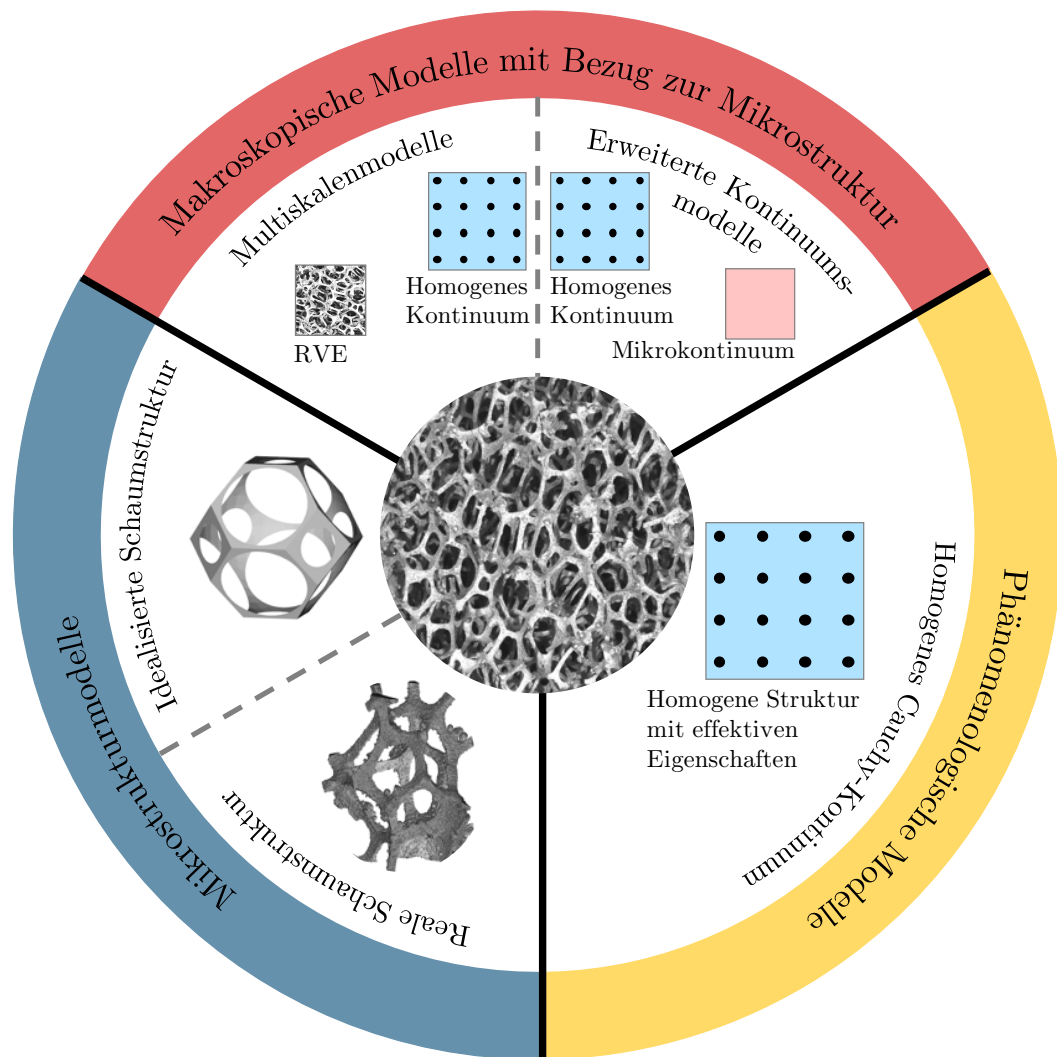 Makroskopische Modelle mit Bezug zur Mikrostruktur
Multiskalenmodelle
Homogenes
Kontinuum
RVE
Erweiterte Kontinuums-
modelle
Homogenes
Kontinuum
Mikrokontinuum
Phänomenologische Modelle
Homogenes Cauchy-Kontinuum
Homogene Struktur
mit effektiven
Eigenschaften
Mikrostrukturmodelle
Idealisierte Schaumstruktur
Reale Schaumstruktur